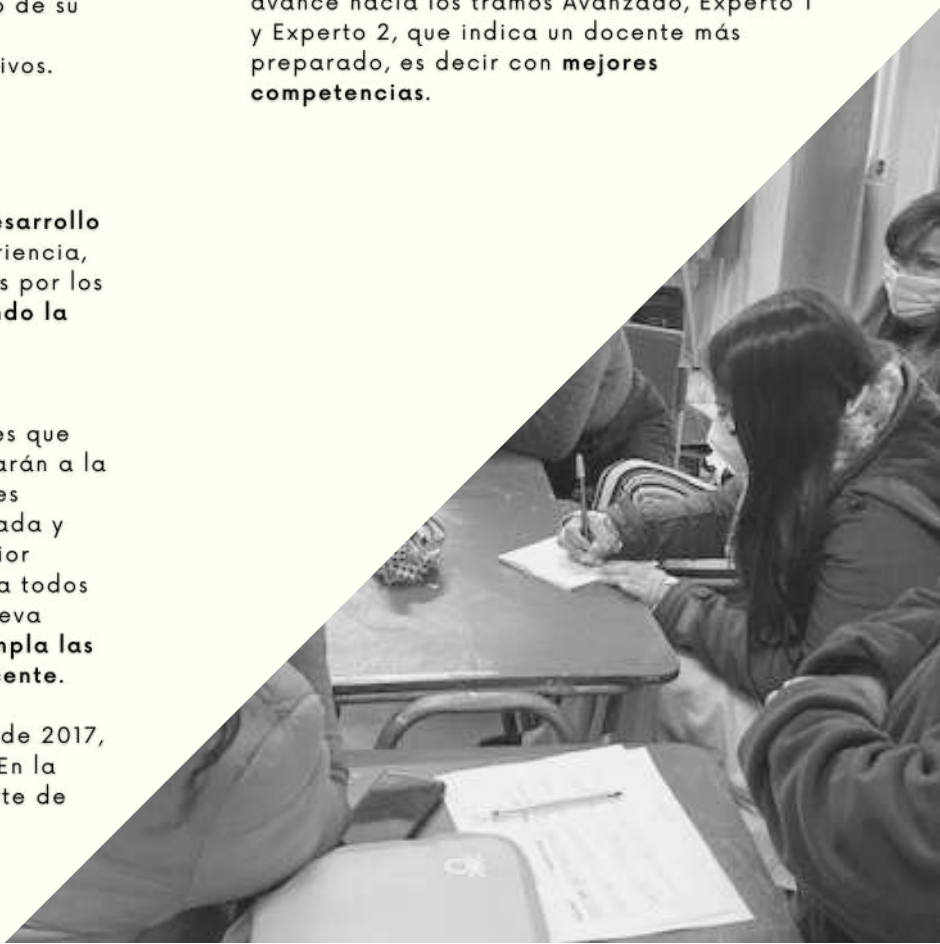 o de su
ivos.
esarrollo
riencia,
s por los
ndo la
es que
arán a la
es
ada y
ior
a todos
eva
mpla las
cente.
de 2017,
En la
te de
avance hacia los tramos Avanzado, Experto 1
y Experto 2, que indica un docente más
preparado, es decir con mejores
competencias.